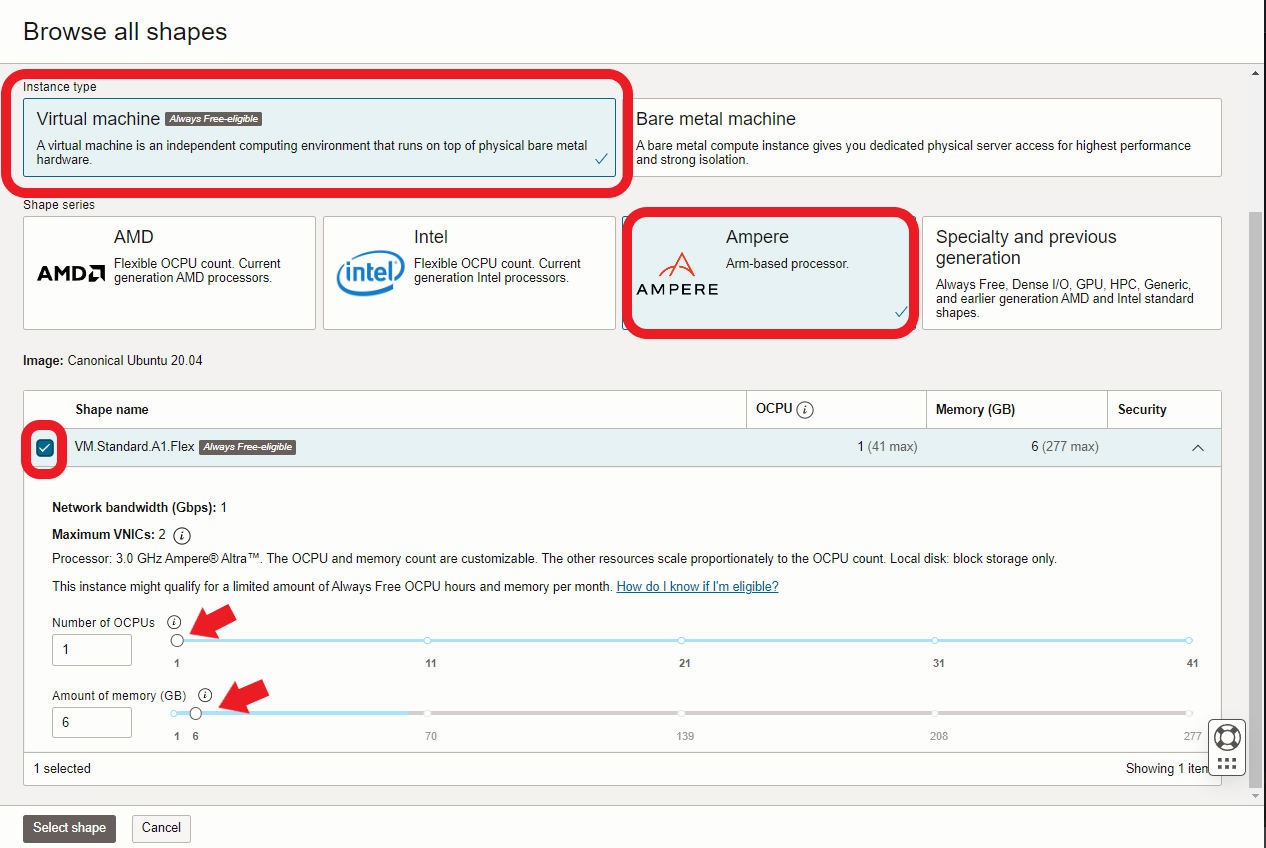 Browse all shapes
Instance type
Virtual machine Always Free-eligible
A virtual machine is an independent computing environment that runs on top of physical bare metal
hardware.
Bare metal machine
A bare metal compute instance gives you dedicated physical server access for highest performance
and strong isolation.
Shape series
AMD
AMD
Flexible OCPU count. Current
generation AMD processors.
Intel
intel
Flexible OCPU count. Current
generation Intel processors.
Ampere
AMPERE
Arm-based processor.
Specialty and previous
generation
Always Free, Dense I/O, GPU, HPC, Generic,
and earlier generation AMD and Intel standard
shapes.
Image: Canonical Ubuntu 20.04
Shape name OCPU i Memory (GB) Security
VM.Standard.A1.Flex Always Free-eligible 1 (41 max) 6 (277 max)
Network bandwidth (Gbps): 1
Maximum VNICs: 2 i
Processor: 3.0 GHz Ampere® Altra™. The OCPU and memory count are customizable. The other resources scale proportionately to the OCPU count. Local disk: block storage only.
This instance might qualify for a limited amount of Always Free OCPU hours and memory per month. How do I know if I'm eligible?
Number of OCPUs i
1
1 11 21 31 41
Amount of memory (GB) i
6
1 6 70 139 208 277
1 selected
Showing 1 iten
Select shape
Cancel